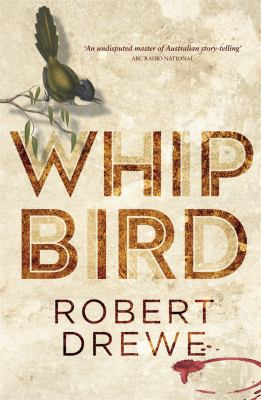 ‘An undisputed master of Australian story-telling’
ABC RADIO NATIONAL
WHIP
BIRD
ROBERT
DREWE